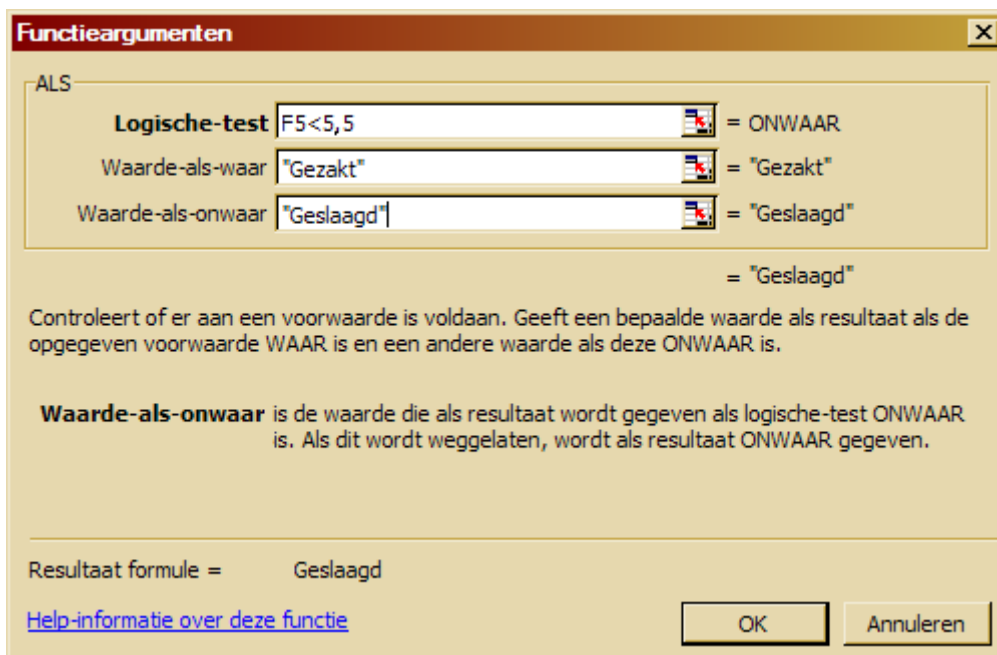 Functieargumenten
ALS
Logische-test F5<5,5 = ONWAAR
Waarde-als-waar "Gezakt" = "Gezakt"
Waarde-als-onwaar "Geslaagd" = "Geslaagd"
= "Geslaagd"
Controleert of er aan een voorwaarde is voldaan. Geeft een bepaalde waarde als resultaat als de
opgegeven voorwaarde WAAR is en een andere waarde als deze ONWAAR is.
Waarde-als-onwaar is de waarde die als resultaat wordt gegeven als logische-test ONWAAR
is. Als dit wordt weggelaten, wordt als resultaat ONWAAR gegeven.
Resultaat formule = Geslaagd
Help-informatie over deze functie OK Annuleren